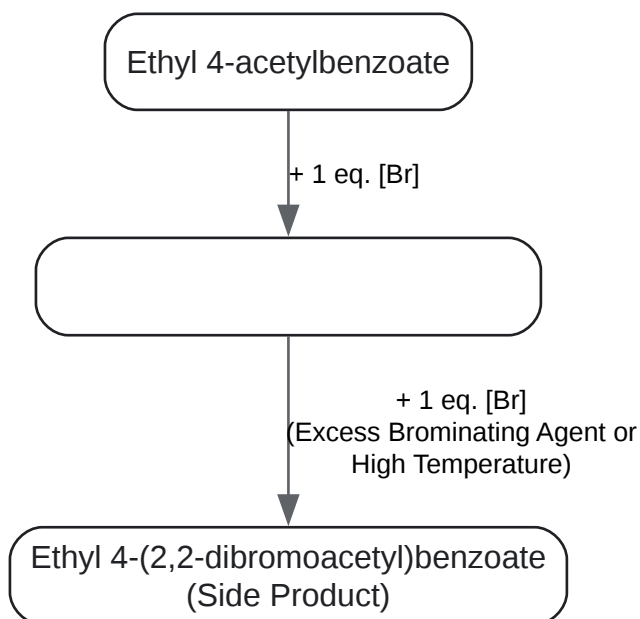 Ethyl 4-acetylbenzoate
+ 1 eq. [Br]
+ 1 eq. [Br]
(Excess Brominating Agent or
High Temperature)
Ethyl 4-(2,2-dibromoacetyl)benzoate
(Side Product)